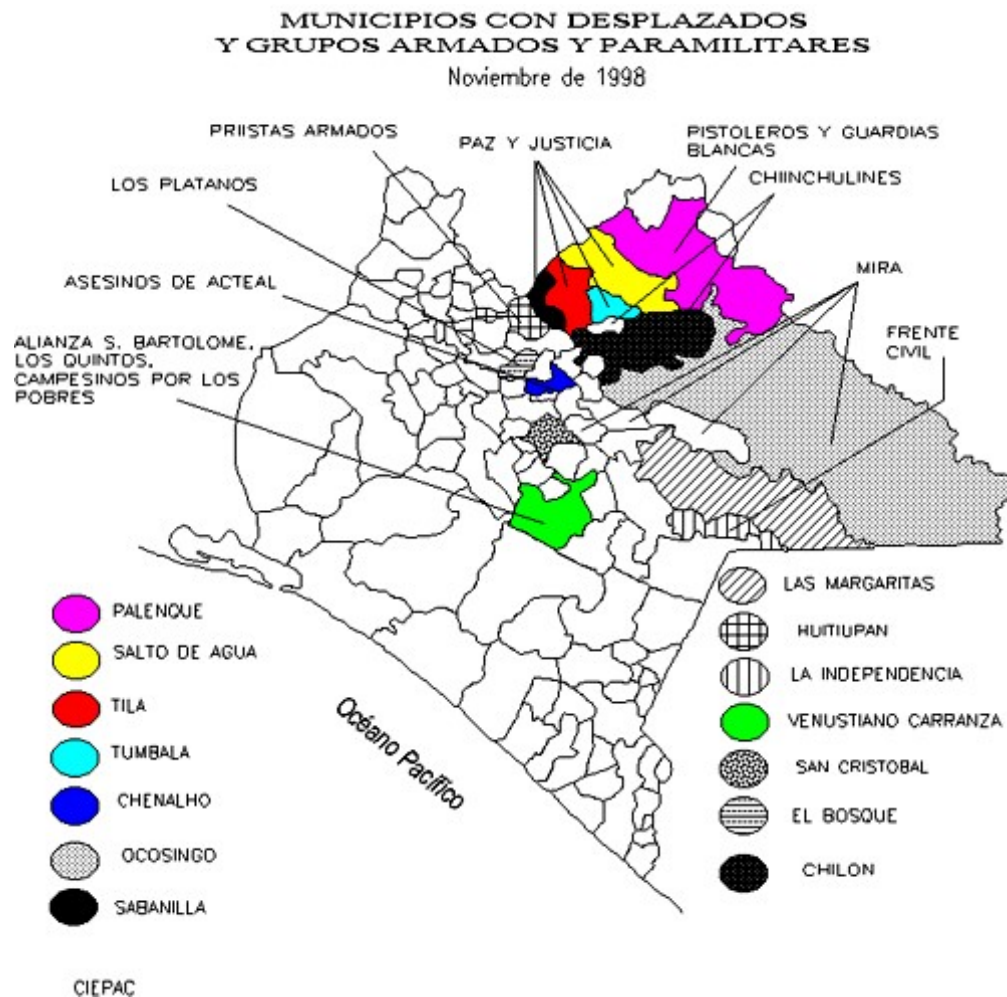 MUNICIPIOS CON DESPLAZADOS
Y GRUPOS ARMADOS Y PARAMILITARES
Noviembre de 1998
PRIISTAS ARMADOS
PAZ Y JUSTICIA
PISTOLEROS Y GUARDIAS
BLANCAS
CHIINCHULINES
LOS PLATANOS
MIRA
ASESINOS DE ACTEAL
FRENTE
CIVIL
ALIANZA S. BARTOLOME,
LOS QUINTOS,
CAMPESINOS POR LOS
POBRES
PALENQUE
SALTO DE AGUA
TILA
TUMBALA
CHENALHO
OCOSINGO
SABANILLA
Océano Pacífico
LAS MARGARITAS
HUITIUPAN
LA INDEPENDENCIA
VENUSTIANO CARRANZA
SAN CRISTOBAL
EL BOSQUE
CHILON
CIEPAC